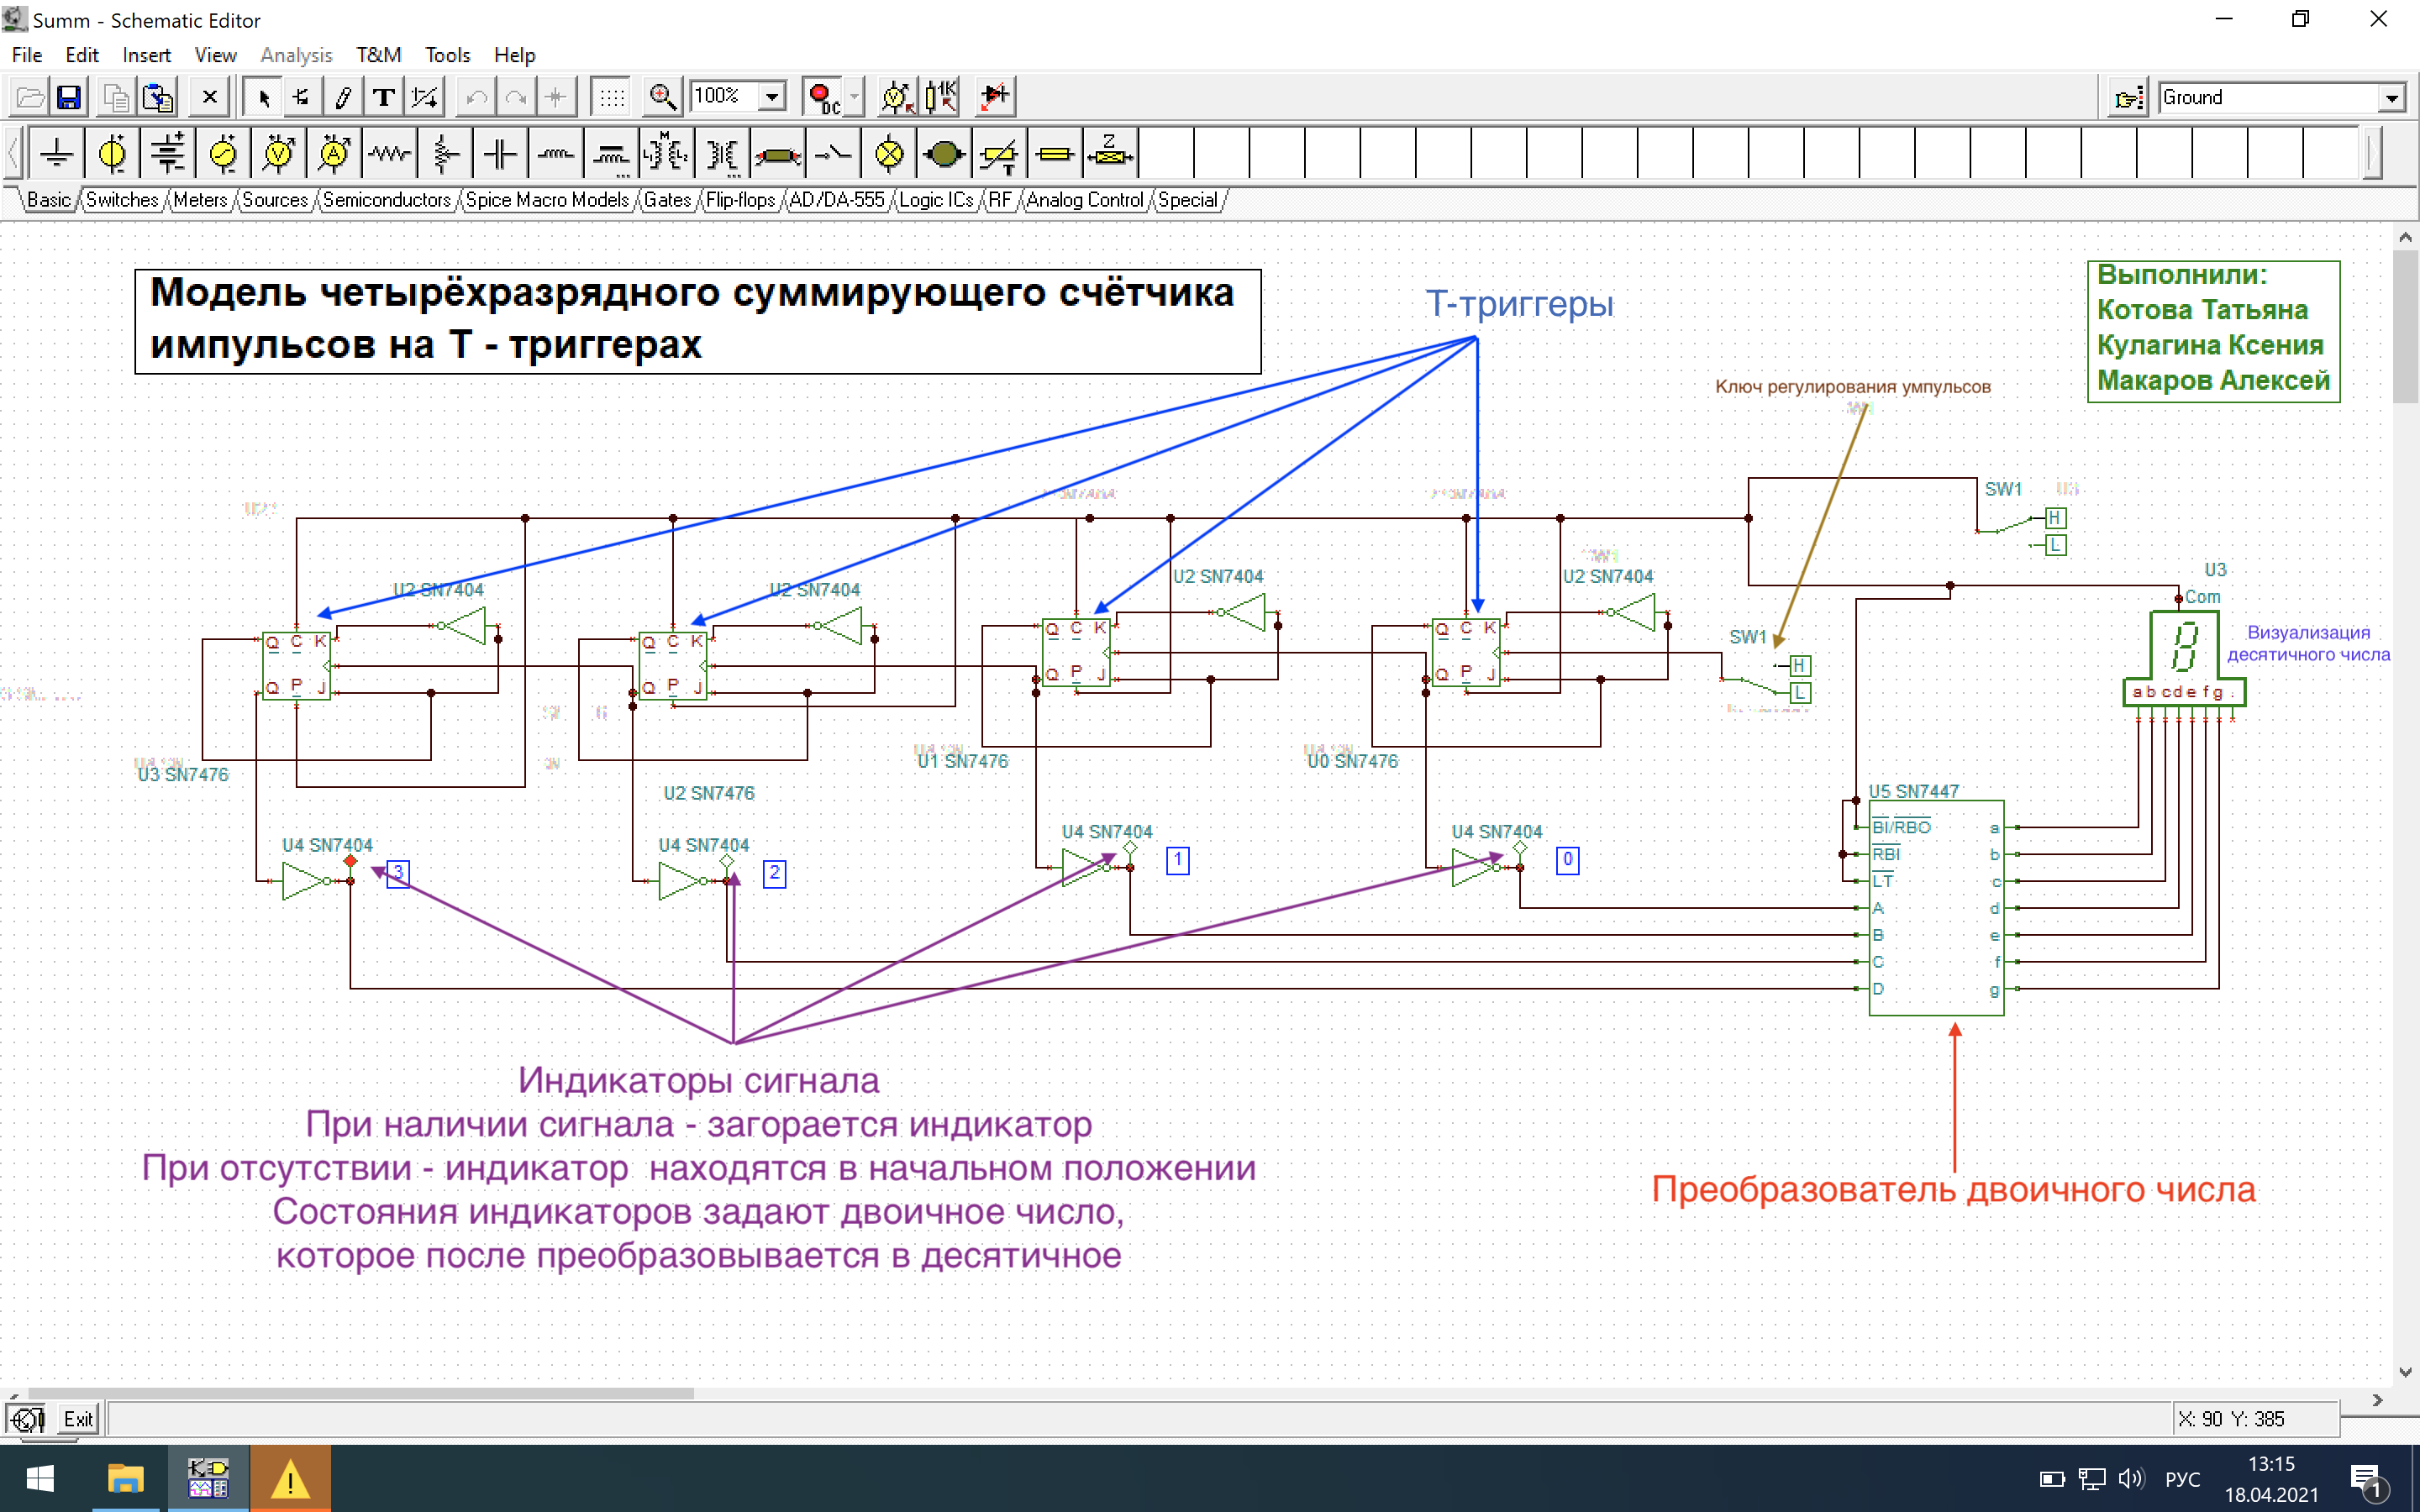 Summ - Schematic Editor
File Edit Insert View Analysis T&M Tools Help
T 100% DC 1K Ground
M Z T
Basic Switches Meters Sources Semiconductors Spice Macro Models Gates Flip-flops AD/DA-555 Logic ICs RF Analog Control Special
Модель четырёхразрядного суммирующего счётчика
импульсов на Т - триггерах
Т-триггеры
Выполнили:
Котова Татьяна
Кулагина Ксения
Макаров Алексей
Ключ регулирования умпульсов
SW1
H
L
U2 SN7404
U2 SN7404
U2 SN7404
U2 SN7404
U3
Com
Q C K
Q P J
Q C K
Q P J
Q C K
Q P J
Q C K
Q P J
SW1
H
L
Визуализация
десятичного числа
a b c d e f g .
U3 SN7476
U2 SN7476
U1 SN7476
U0 SN7476
U5 SN7447
U4 SN7404
U4 SN7404
U4 SN7404
U4 SN7404
3
2
1
0
BI/RBO a
RBI b
LT c
A d
B e
C f
D g
Индикаторы сигнала
При наличии сигнала - загорается индикатор
При отсутствии - индикатор находятся в начальном положении
Состояния индикаторов задают двоичное число,
которое после преобразовывается в десятичное
Преобразователь двоичного числа
Exit
X: 90 Y: 385
РУС
13:15
18.04.2021
1